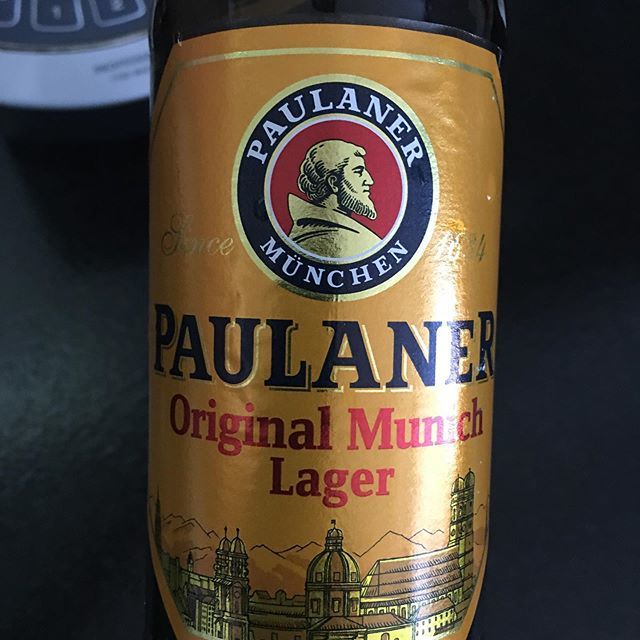 PAULANER
MÜNCHEN
Since
PAULANER
Original Munich
Lager